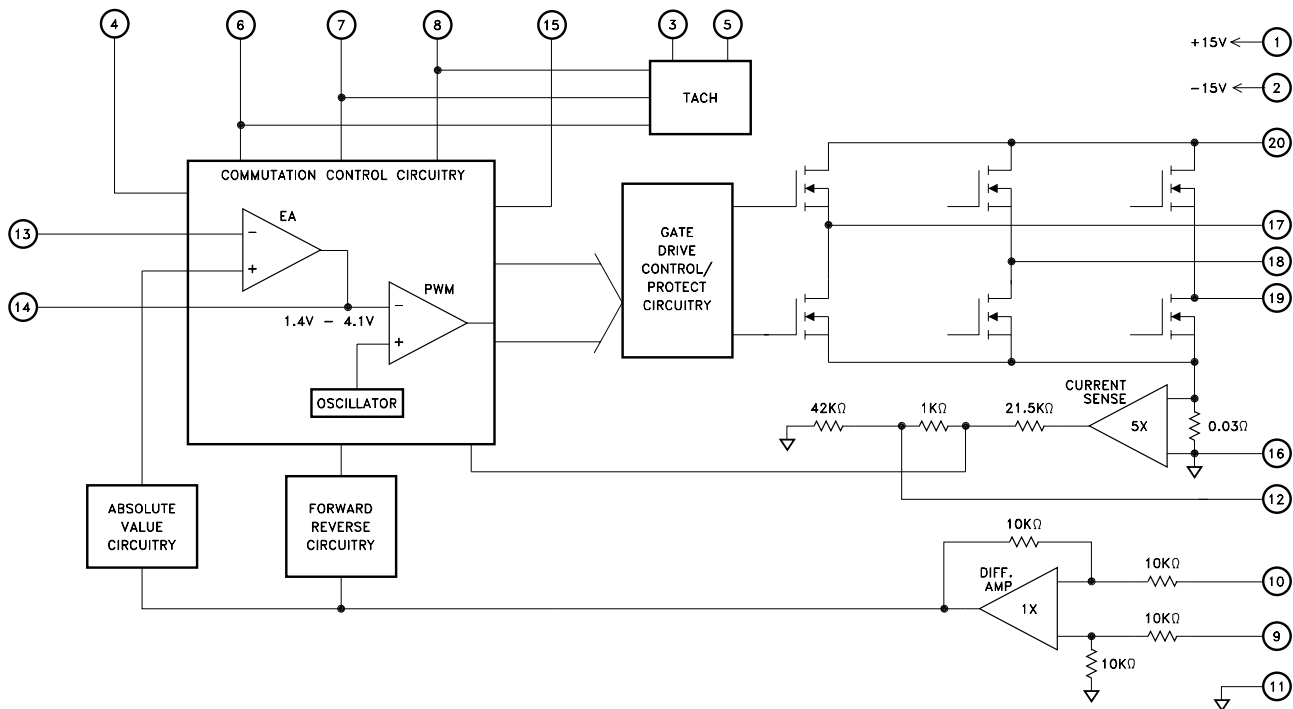 4 6 7 8 15 3 5
+15V 1
-15V 2
TACH
20
COMMUTATION CONTROL CIRCUITRY
EA
13
-
+
GATE
DRIVE
CONTROL/
PROTECT
CIRCUITRY
17
18
19
14
PWM
1.4V - 4.1V
-
+
OSCILLATOR
CURRENT
SENSE
42KΩ 1KΩ 21.5KΩ
5X
0.03Ω
16
12
ABSOLUTE
VALUE
CIRCUITRY
FORWARD
REVERSE
CIRCUITRY
10KΩ
DIFF.
AMP
1X
10KΩ
10
10KΩ
9
10KΩ
11